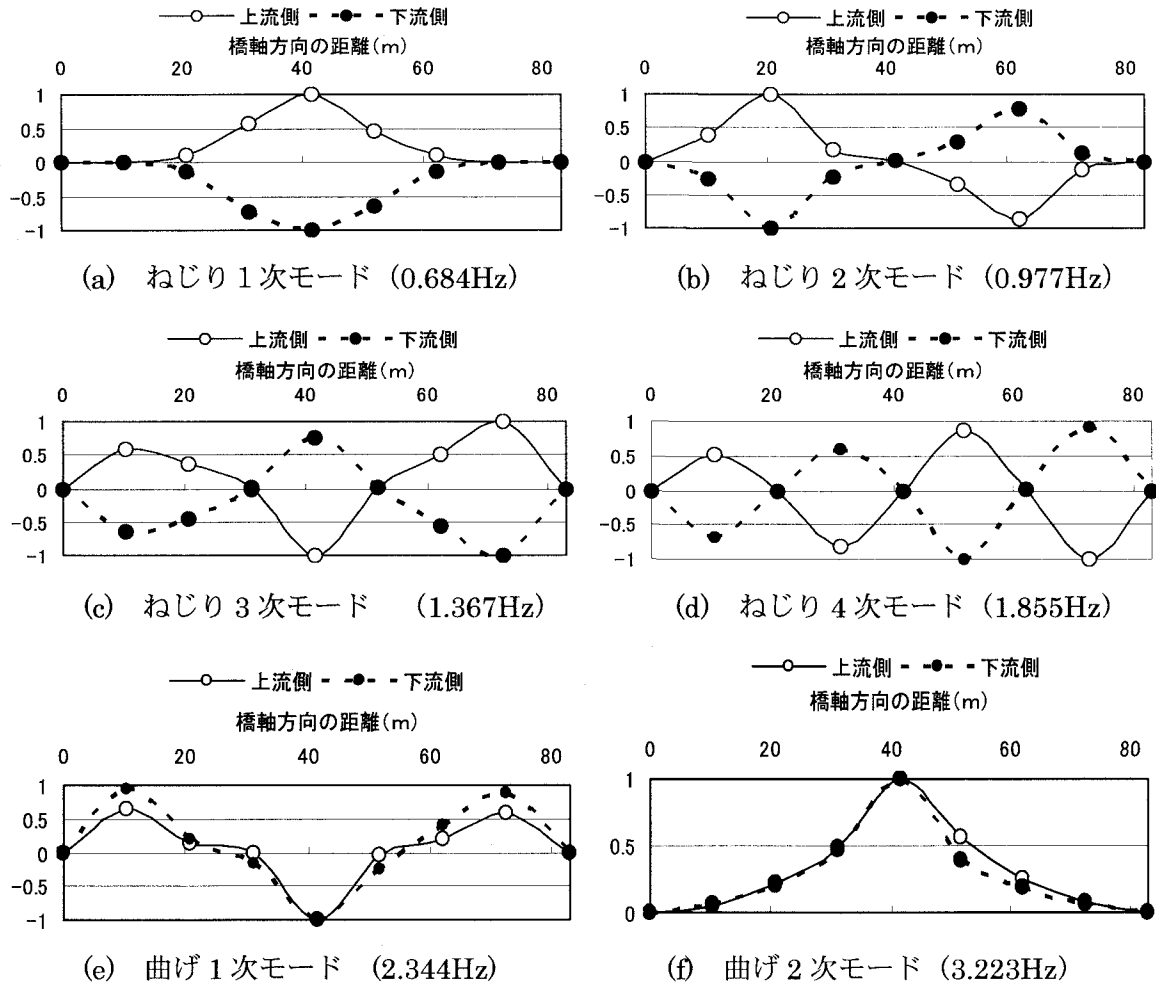 上流側 下流側
橋軸方向の距離(m)
0 20 40 60 80
1
0.5
0
-0.5
-1
(a) ねじり1次モード (0.684Hz)
上流側 下流側
橋軸方向の距離(m)
0 20 40 60 80
1
0.5
0
-0.5
-1
(b) ねじり2次モード (0.977Hz)
上流側 下流側
橋軸方向の距離(m)
0 20 40 60 80
1
0.5
0
-0.5
-1
(c) ねじり3次モード (1.367Hz)
上流側 下流側
橋軸方向の距離(m)
0 20 40 60 80
1
0.5
0
-0.5
-1
(d) ねじり4次モード (1.855Hz)
上流側 下流側
橋軸方向の距離(m)
0 20 40 60 80
1
0.5
0
-0.5
-1
(e) 曲げ1次モード (2.344Hz)
上流側 下流側
橋軸方向の距離(m)
0 20 40 60 80
1
0.5
0
(f) 曲げ2次モード (3.223Hz)